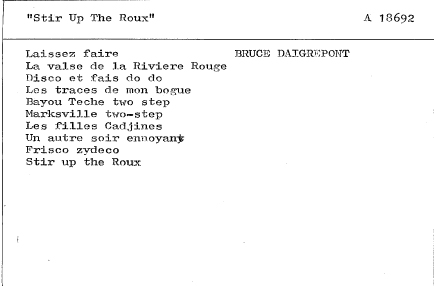 "Stir Up The Roux" A 18692
Laissez faire BRUCE DAIGREPONT
La valse de la Riviere Rouge
Disco et fais do do
Les traces de mon bogue
Bayou Teche two step
Marksville two-step
Les filles Cadjines
Un autre soir ennoyant
Frisco zydeco
Stir up the Roux